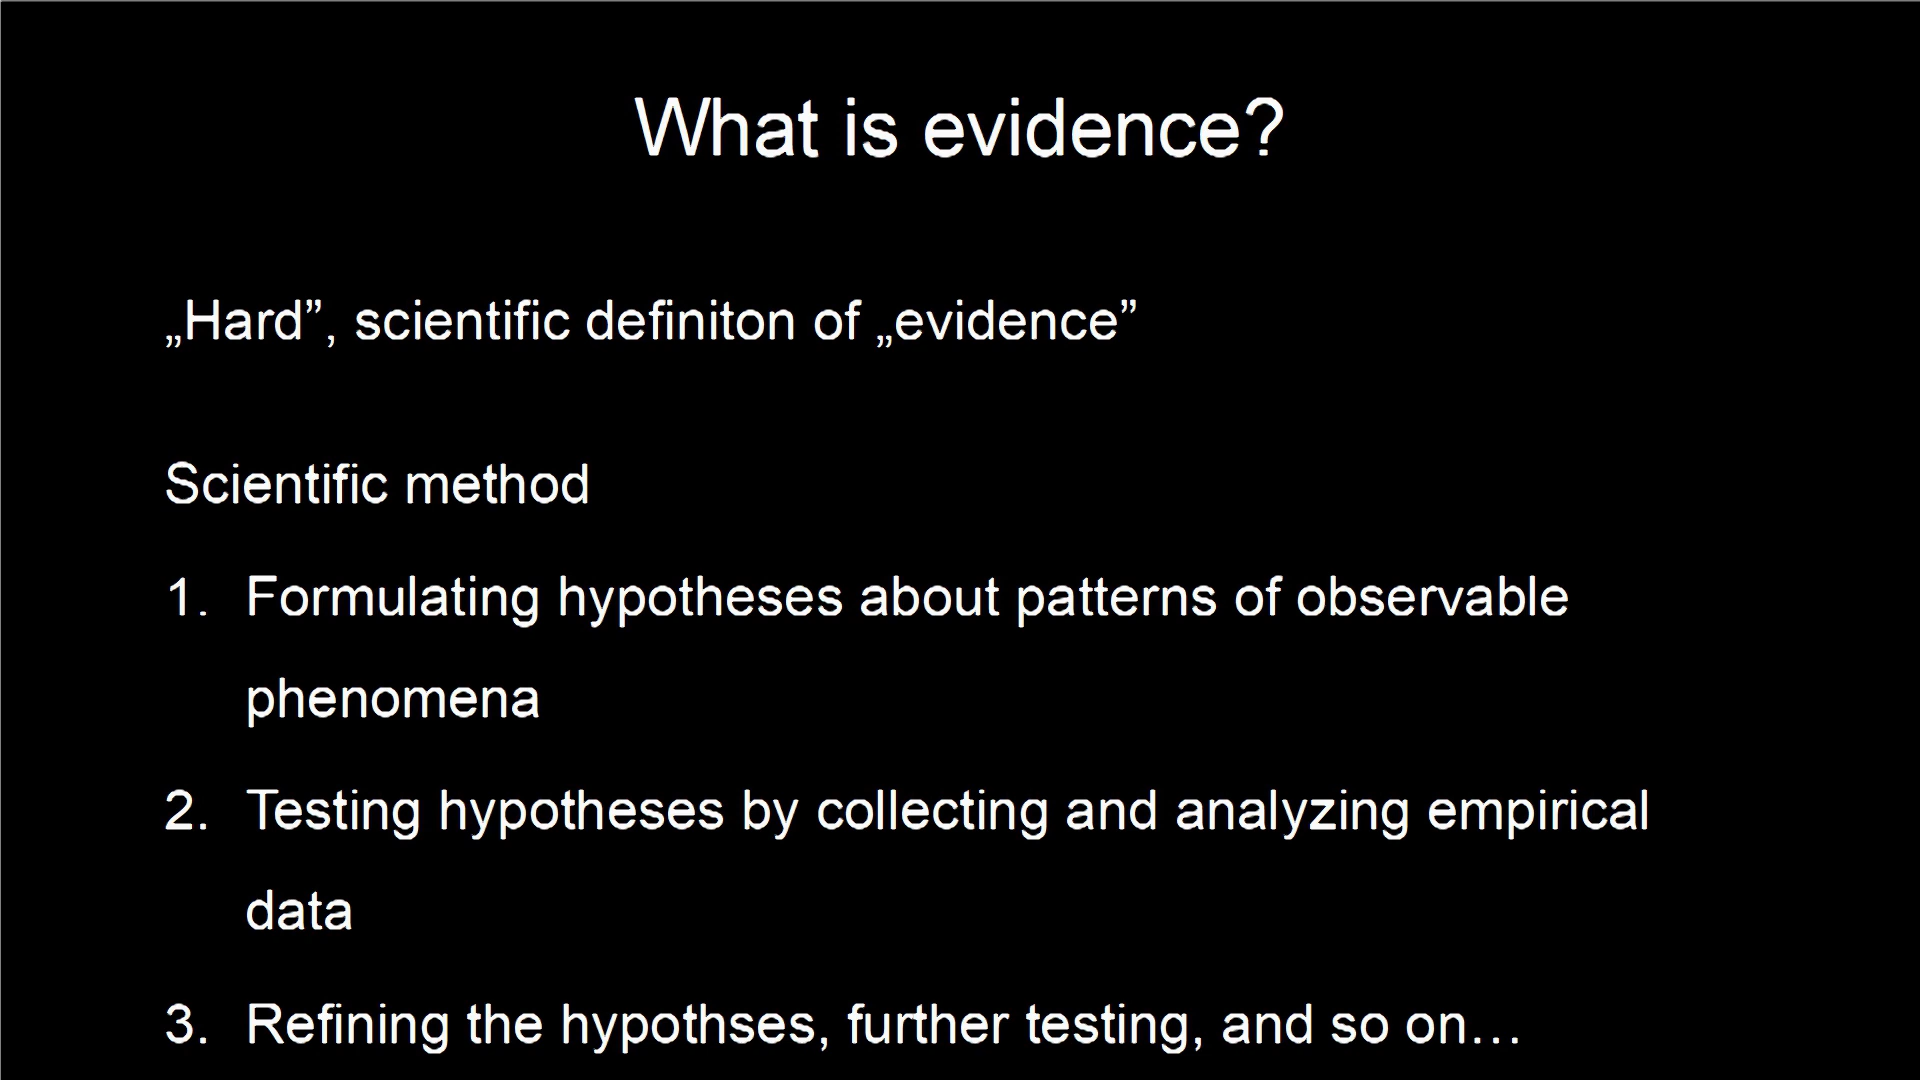 What is evidence?
„Hard”, scientific definiton of „evidence”
Scientific method
1. Formulating hypotheses about patterns of observable
phenomena
2. Testing hypotheses by collecting and analyzing empirical
data
3. Refining the hypothses, further testing, and so on…